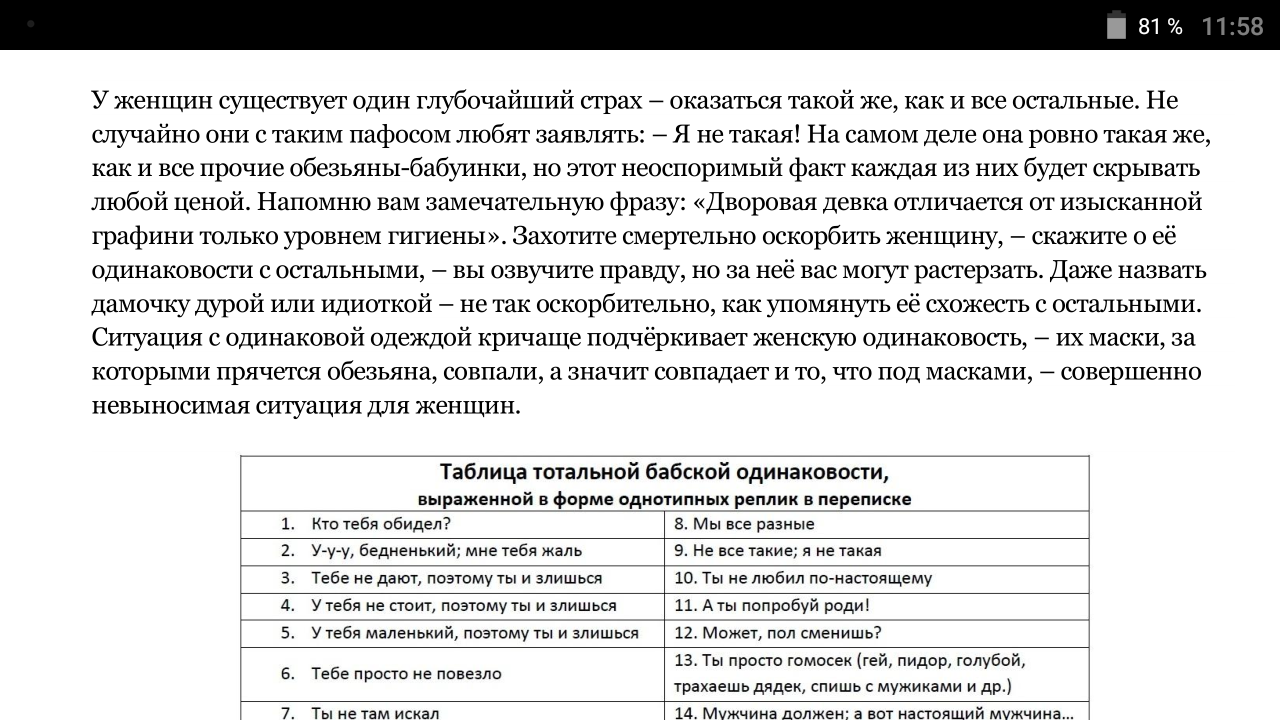 81 % 11:58
У женщин существует один глубочайший страх – оказаться такой же, как и все остальные. Не
случайно они с таким пафосом любят заявлять: – Я не такая! На самом деле она ровно такая же,
как и все прочие обезьяны-бабуинки, но этот неоспоримый факт каждая из них будет скрывать
любой ценой. Напомню вам замечательную фразу: «Дворовая девка отличается от изысканной
графини только уровнем гигиены». Захотите смертельно оскорбить женщину, – скажите о её
одинаковости с остальными, – вы озвучите правду, но за неё вас могут растерзать. Даже назвать
дамочку дурой или идиоткой – не так оскорбительно, как упомянуть её схожесть с остальными.
Ситуация с одинаковой одеждой кричаще подчёркивает женскую одинаковость, – их маски, за
которыми прячется обезьяна, совпали, а значит совпадает и то, что под масками, – совершенно
невыносимая ситуация для женщин.
Таблица тотальной бабской одинаковости,
выраженной в форме однотипных реплик в переписке
1. Кто тебя обидел?
8. Мы все разные
2. У-у-у, бедненький; мне тебя жаль
9. Не все такие; я не такая
3. Тебе не дают, поэтому ты и злишься
10. Ты не любил по-настоящему
4. У тебя не стоит, поэтому ты и злишься
11. А ты попробуй роди!
5. У тебя маленький, поэтому ты и злишься
12. Может, пол сменишь?
6. Тебе просто не повезло
13. Ты просто гомосек (гей, пидор, голубой,
трахаешь дядек, спишь с мужиками и др.)
7. Ты не там искал
14. Мужчина должен; а вот настоящий мужчина...